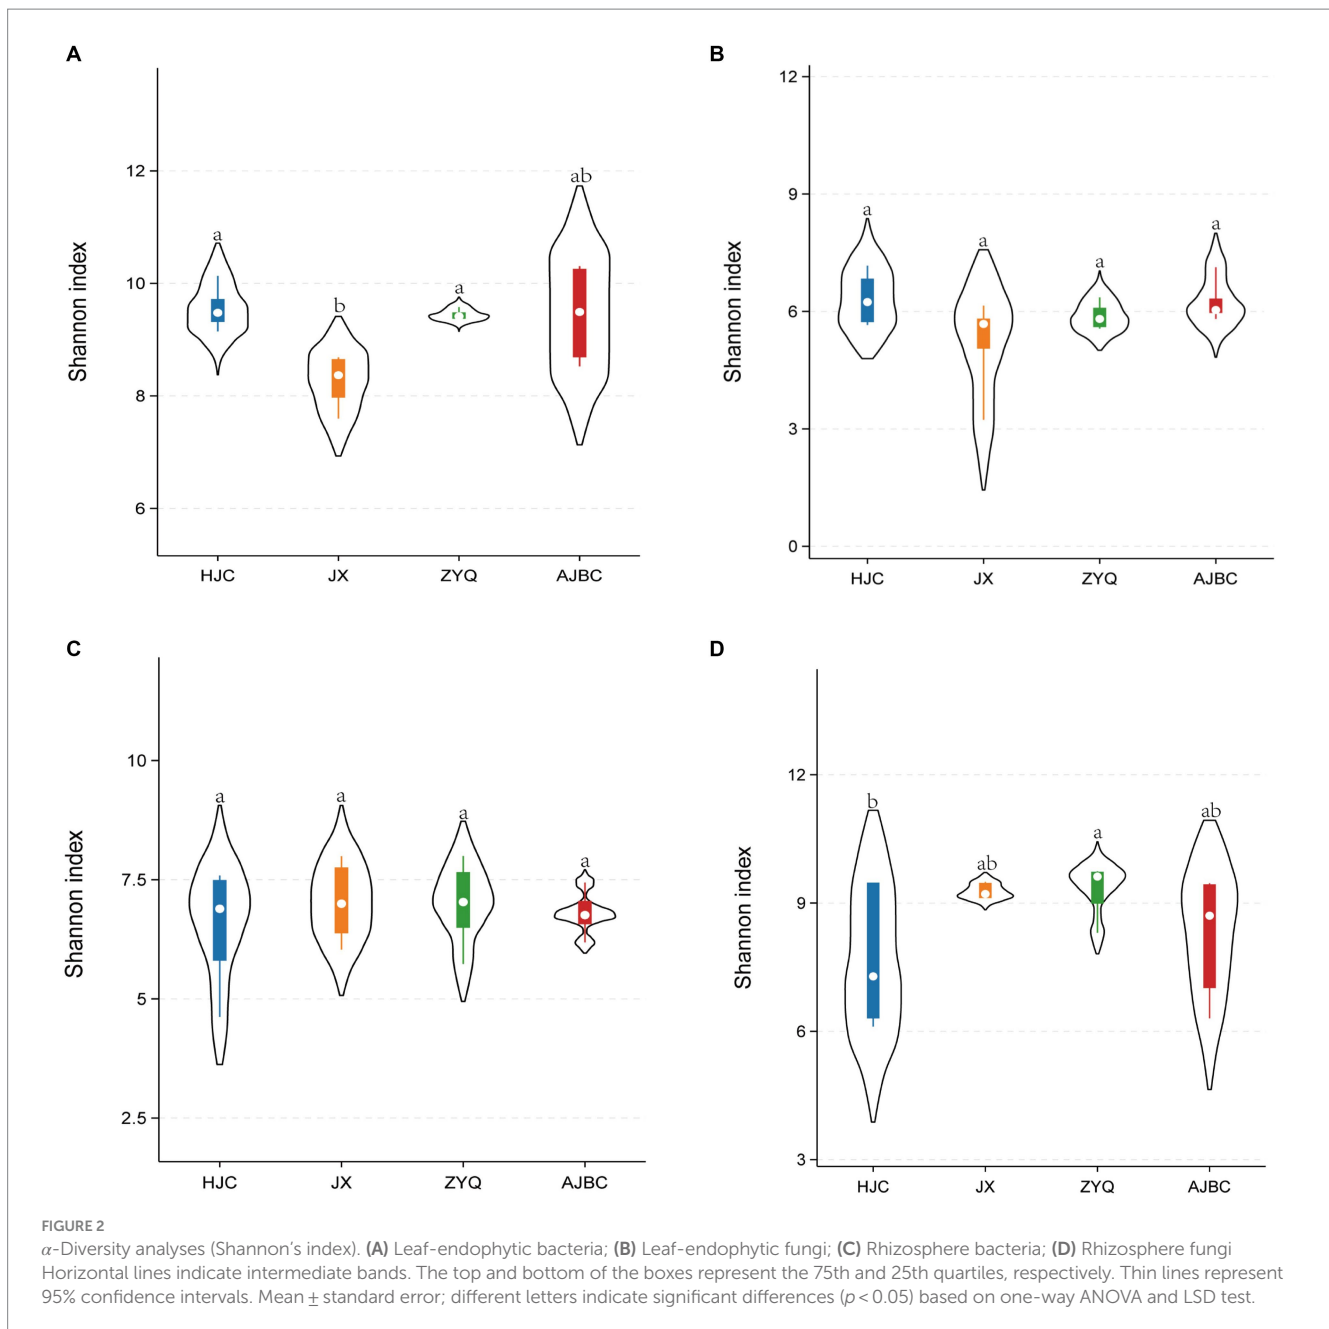 A
Shannon index
12
10
8
6
a
b
a
ab
HJC JX ZYQ AJBC
B
Shannon index
12
9
6
3
0
a
a
a
a
HJC JX ZYQ AJBC
C
Shannon index
10
7.5
5
2.5
a
a
a
a
HJC JX ZYQ AJBC
D
Shannon index
12
9
6
3
b
ab
a
ab
HJC JX ZYQ AJBC
FIGURE 2
α-Diversity analyses (Shannon's index). (A) Leaf-endophytic bacteria; (B) Leaf-endophytic fungi; (C) Rhizosphere bacteria; (D) Rhizosphere fungi
Horizontal lines indicate intermediate bands. The top and bottom of the boxes represent the 75th and 25th quartiles, respectively. Thin lines represent
95% confidence intervals. Mean ± standard error; different letters indicate significant differences (p < 0.05) based on one-way ANOVA and LSD test.